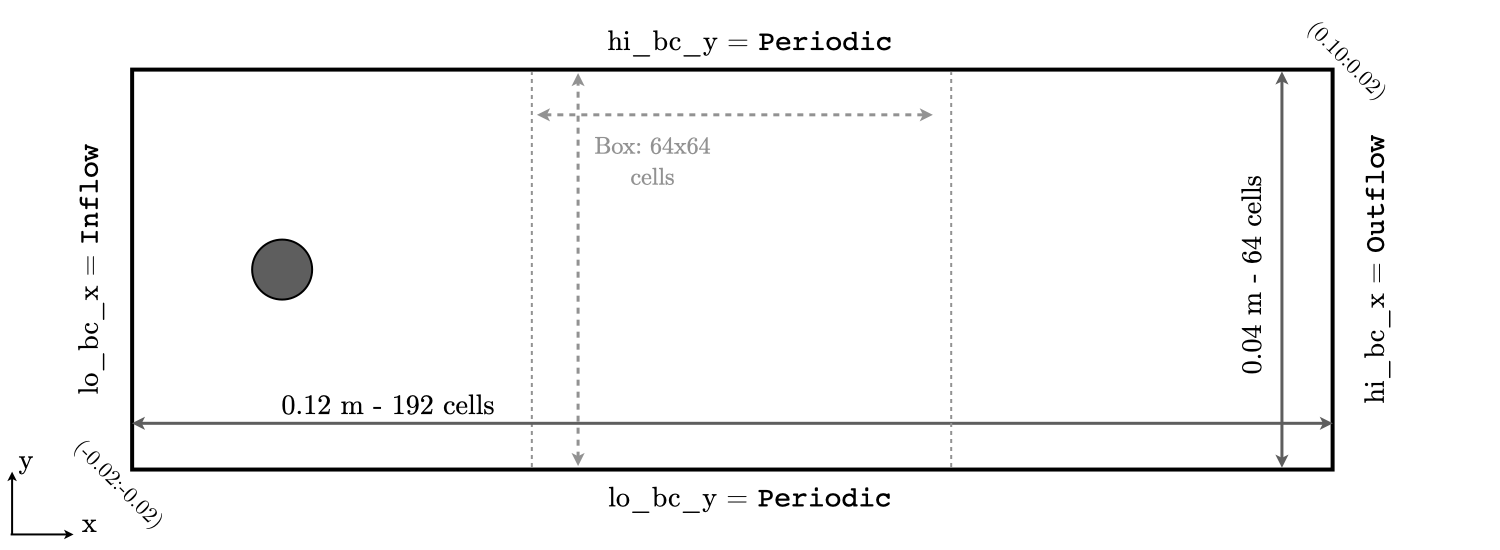 hi_bc_y = Periodic
(0.10:0.02)
Box: 64x64
cells
lo_bc_x = Inflow
0.04 m - 64 cells
hi_bc_x = Outflow
0.12 m - 192 cells
(-0.02:-0.02)
y
x
lo_bc_y = Periodic